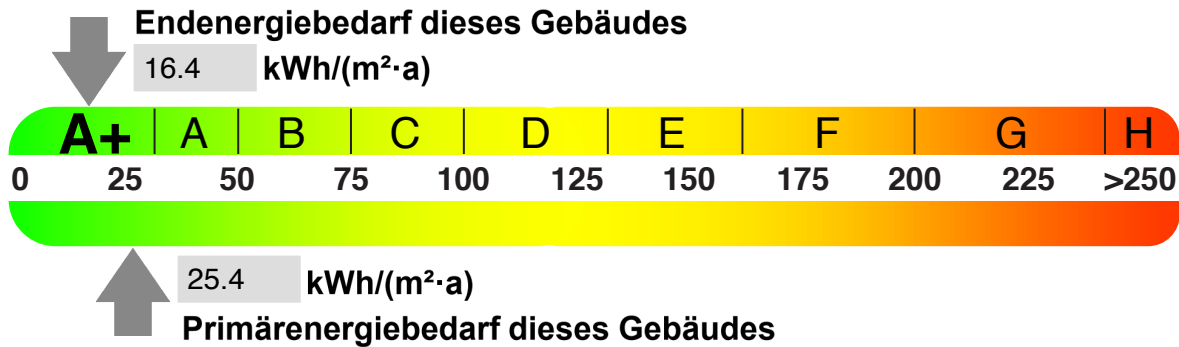 Endenergiebedarf dieses Gebäudes
16.4 kWh/(m²·a)
A+ A B C D E F G H
0 25 50 75 100 125 150 175 200 225 >250
25.4 kWh/(m²·a)
Primärenergiebedarf dieses Gebäudes